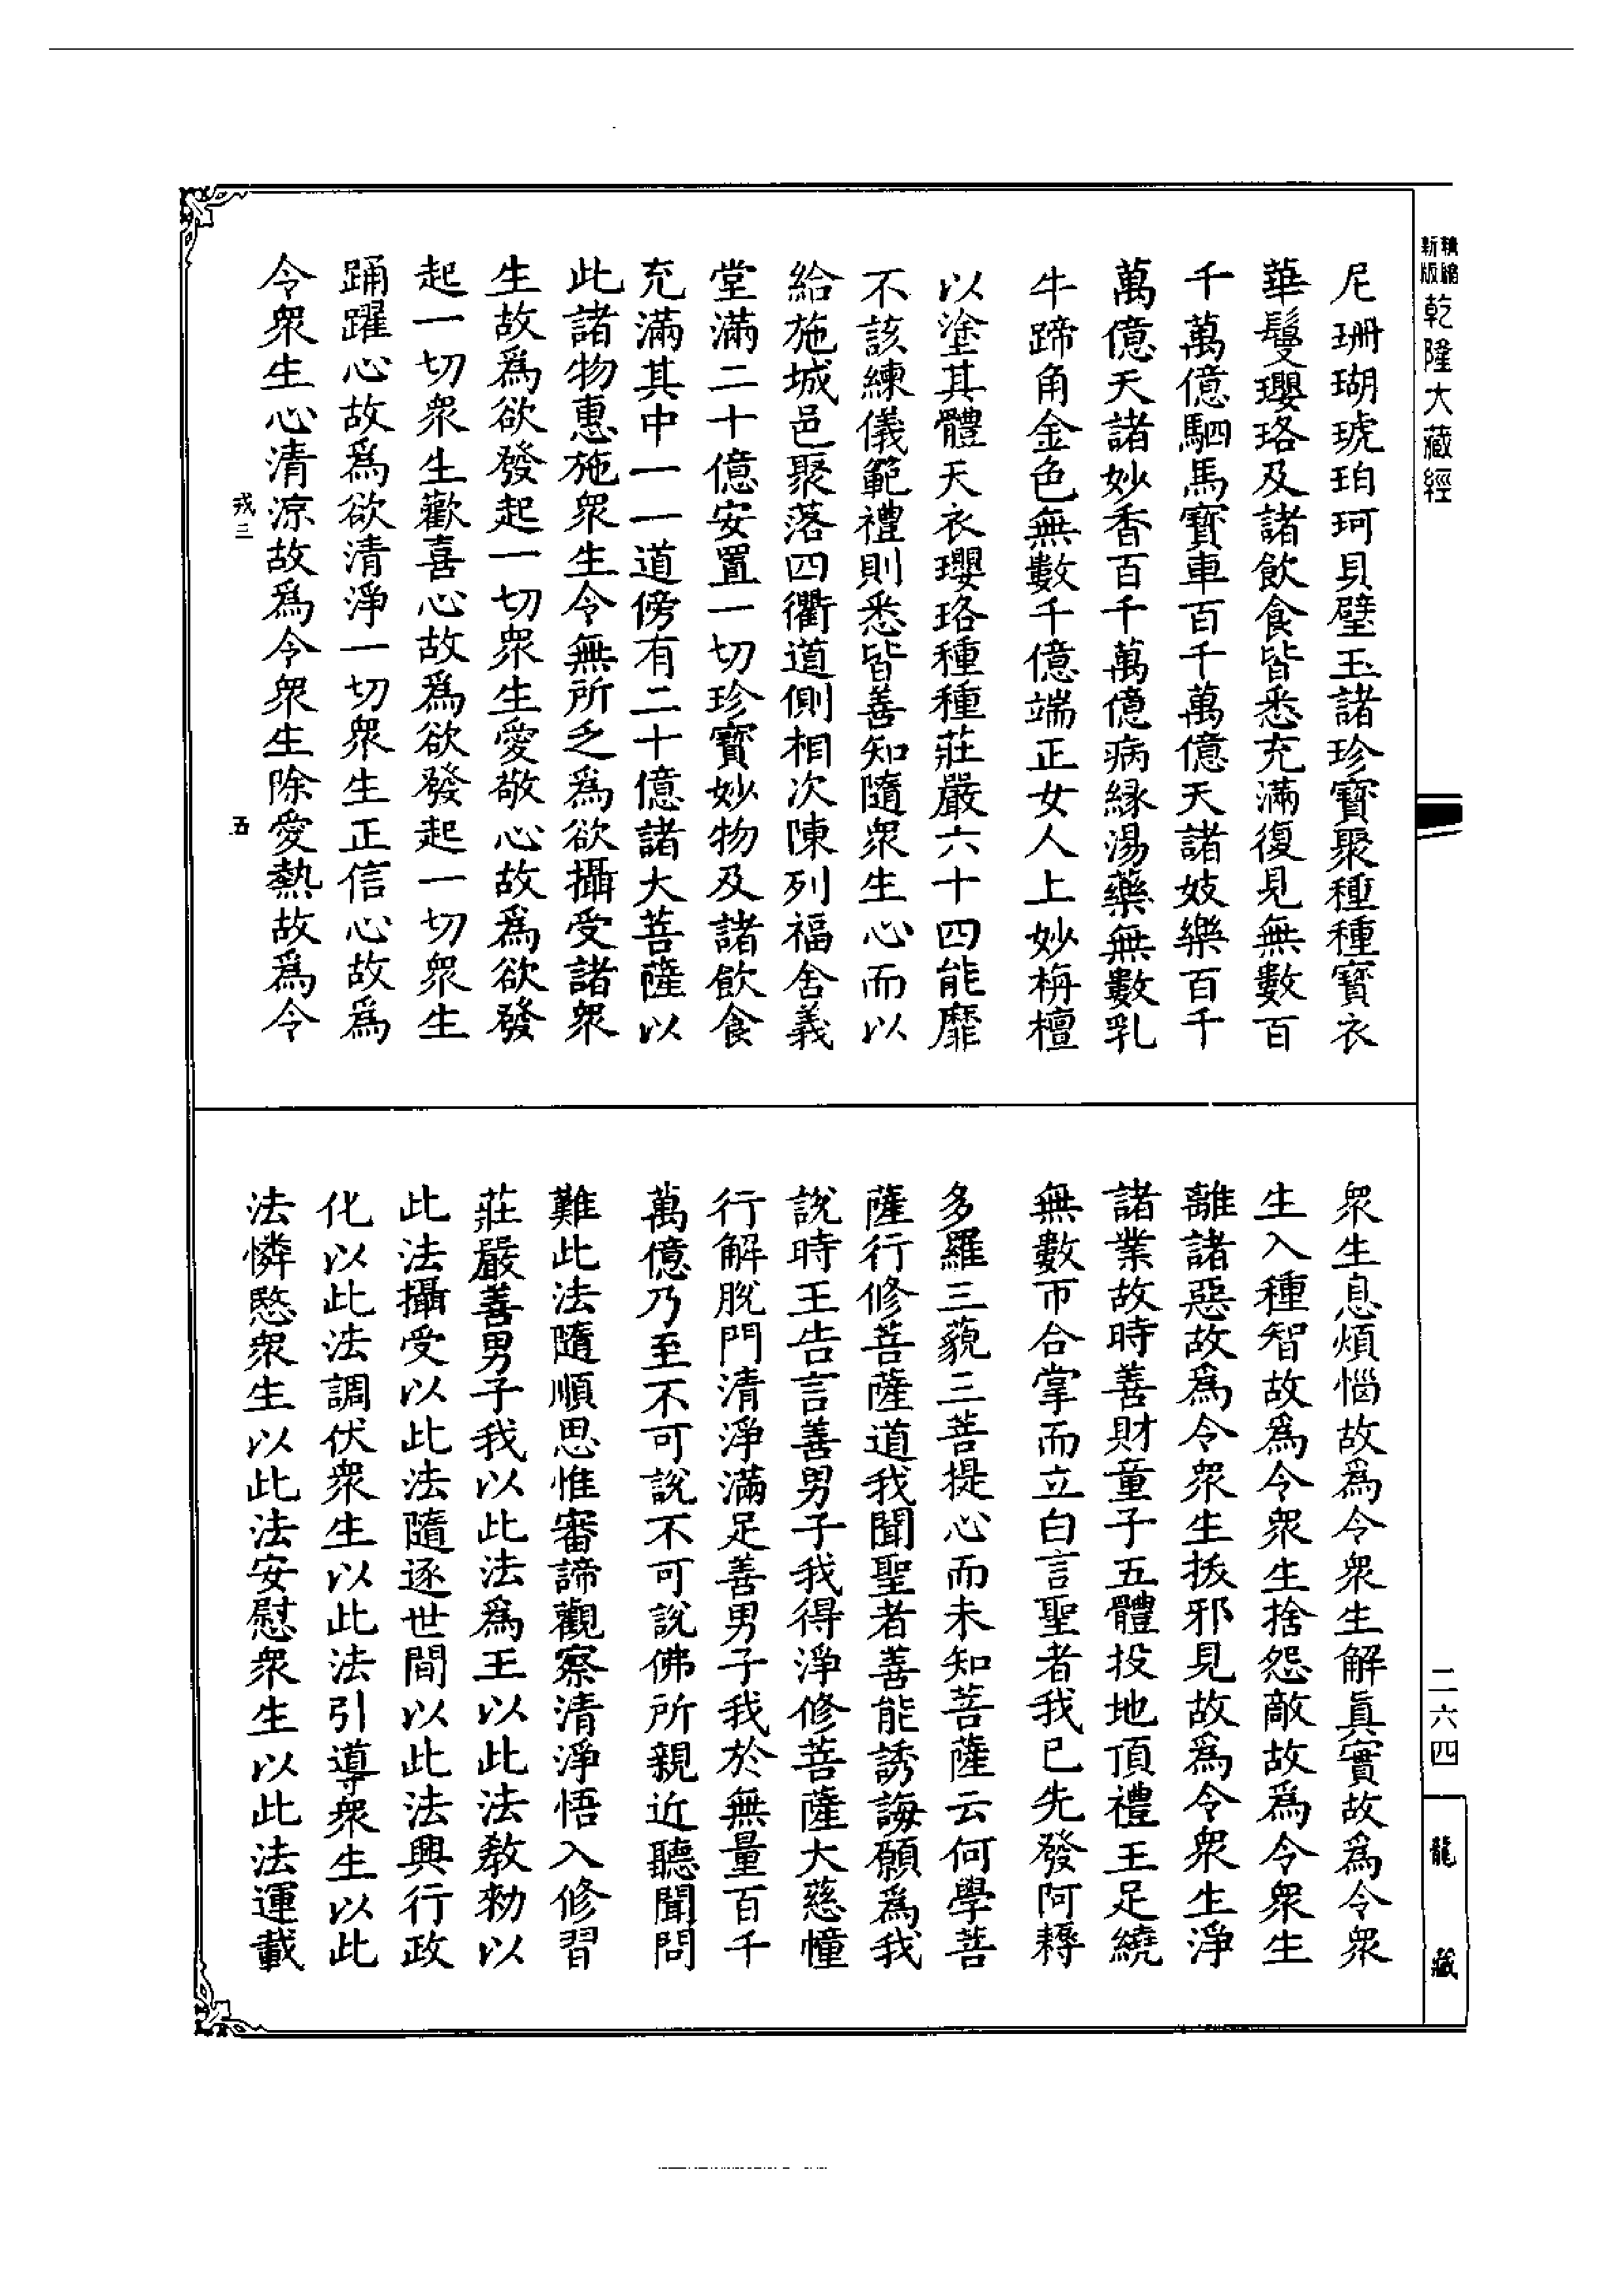 新版
乾隆大藏經
尼珊瑚琥珀珂貝璧玉諸珍寶聚種種寶衣
華鬘瓔珞及諸飲食皆悉充滿復見無數百
千萬億駟馬寶車百千萬億天諸妓樂百千
萬億天諸妙香百千萬億病緣湯藥無數乳
牛蹄角金色無數千億端正女人上妙栴檀
以塗其體天衣瓔珞種種莊嚴六十四能靡
不該練儀範禮則悉皆善知隨衆生心而以
給施城邑聚落四衢道側相次陳列福舍義
堂滿二十億安置一切珍寶妙物及諸飲食
充滿其中一一道傍有二十億諸大菩薩以
此諸物惠施衆生令無所乏爲欲攝受諸衆
生故爲欲發起一切衆生愛敬心故爲欲發
起一切衆生歡喜心故爲欲發起一切衆生
踊躍心故爲欲清淨一切衆生正信心故爲
令衆生心清涼故爲令衆生除愛熱故爲令
戎三
五
衆生息煩惱故爲令衆生解眞實故爲令衆
生入種智故爲令衆生捨怨敵故爲令衆生
離諸惡故爲令衆生拔邪見故爲令衆生淨
諸業故時善財童子五體投地頂禮王足繞
無數帀合掌而立白言聖者我已先發阿耨
多羅三藐三菩提心而未知菩薩云何學菩
薩行修菩薩道我聞聖者善能誘誨願爲我
說時王告言善男子我得淨修菩薩大慈幢
行解脫門清淨滿足善男子我於無量百千
萬億乃至不可說不可說佛所親近聽聞問
難此法隨順思惟審諦觀察清淨悟入修習
莊嚴善男子我以此法爲王以此法教勑以
此法攝受以此法隨逐世間以此法興行政
化以此法調伏衆生以此法引導衆生以此
法憐愍衆生以此法安慰衆生以此法運載
二六四
龍藏